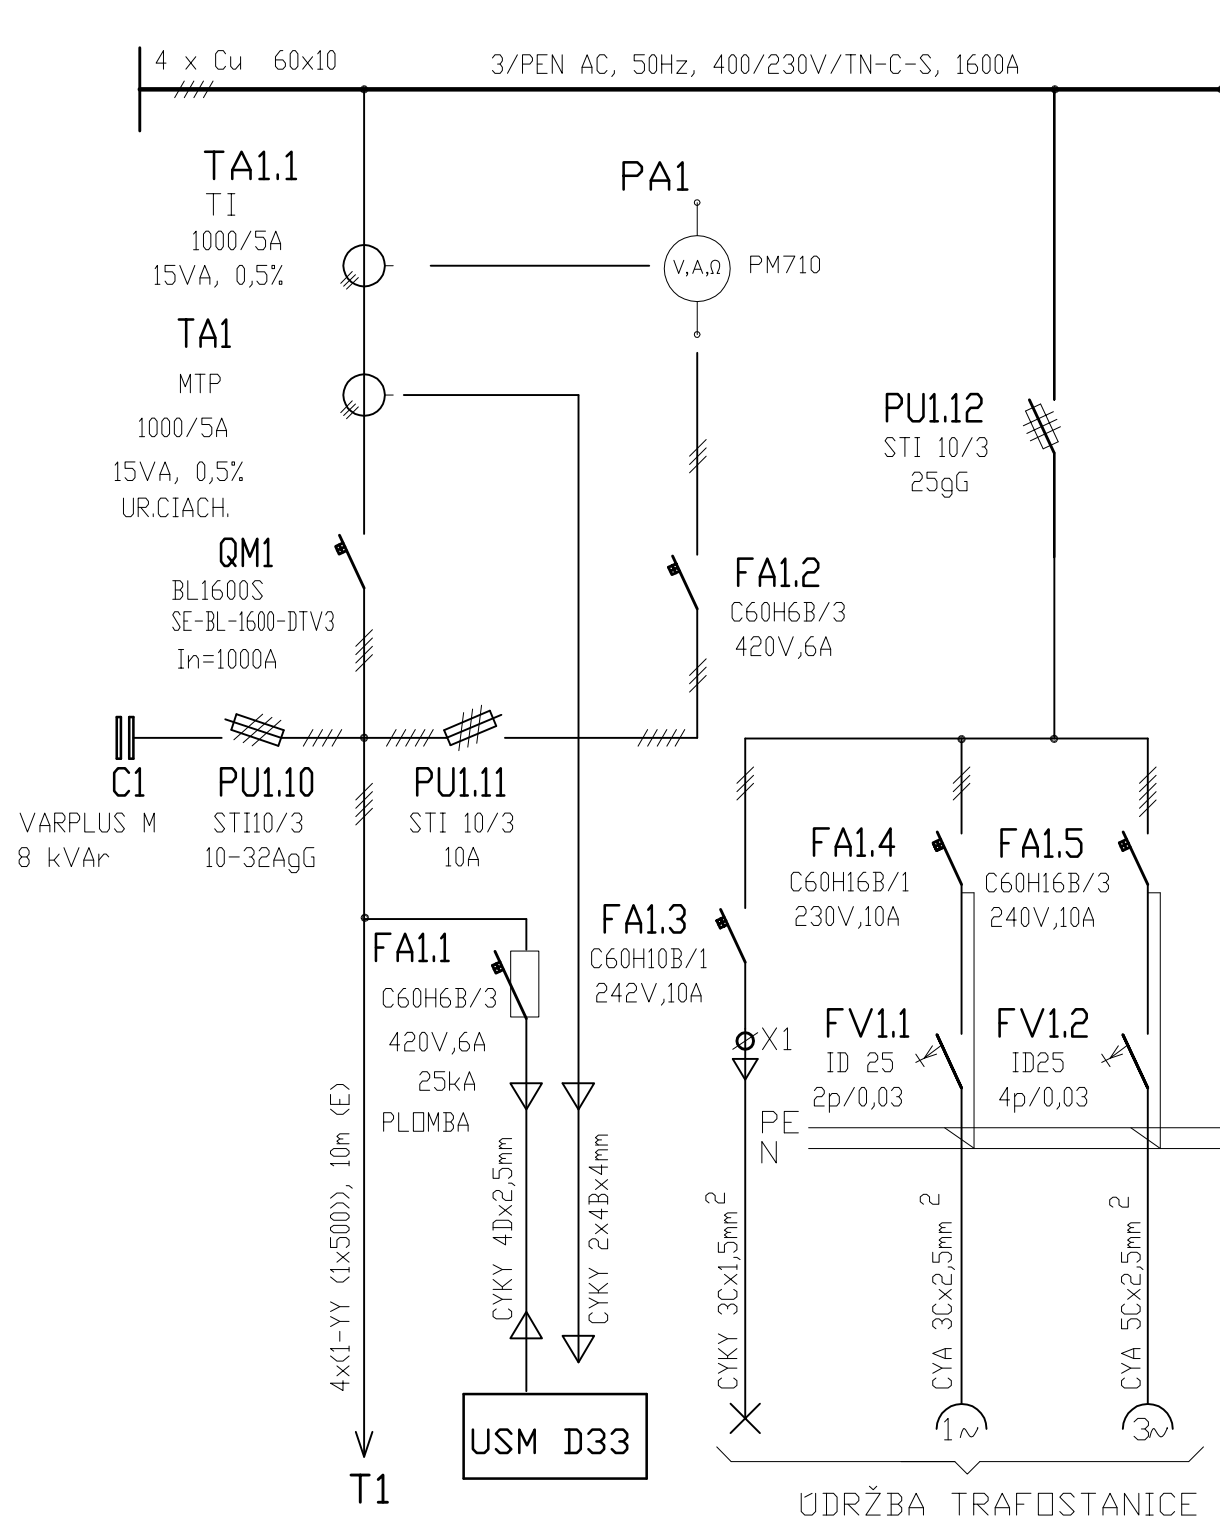 4 x Cu 60x10
3/PEN AC, 50Hz, 400/230V/TN-C-S, 1600A
TA1.1
TI
1000/5A
15VA, 0,5%
PA1
V,A,Ω
PM710
TA1
MTP
1000/5A
15VA, 0,5%
UR.CIACH.
PU1.12
STI 10/3
25gG
QM1
BL1600S
SE-BL-1600-DTV3
In=1000A
FA1.2
C60H6B/3
420V,6A
C1
VARPLUS M
8 kVAr
PU1.10
STI10/3
10-32AgG
PU1.11
STI 10/3
10A
FA1.4
C60H16B/1
230V,10A
FA1.5
C60H16B/3
240V,10A
FA1.3
C60H10B/1
242V,10A
FA1.1
C60H6B/3
420V,6A
25kA
PLOMBA
X1
FV1.1
ID 25
2p/0,03
FV1.2
ID25
4p/0,03
PE
N
4x(1-YY (1x500)), 10m (E)
CYKY 4Dx2,5mm
CYKY 2x4Bx4mm
CYKY 3Cx1,5mm 2
CYA 3Cx2,5mm 2
CYA 5Cx2,5mm 2
1~
3~
USM D33
T1
ÚDRŽBA TRAFOSTANICE